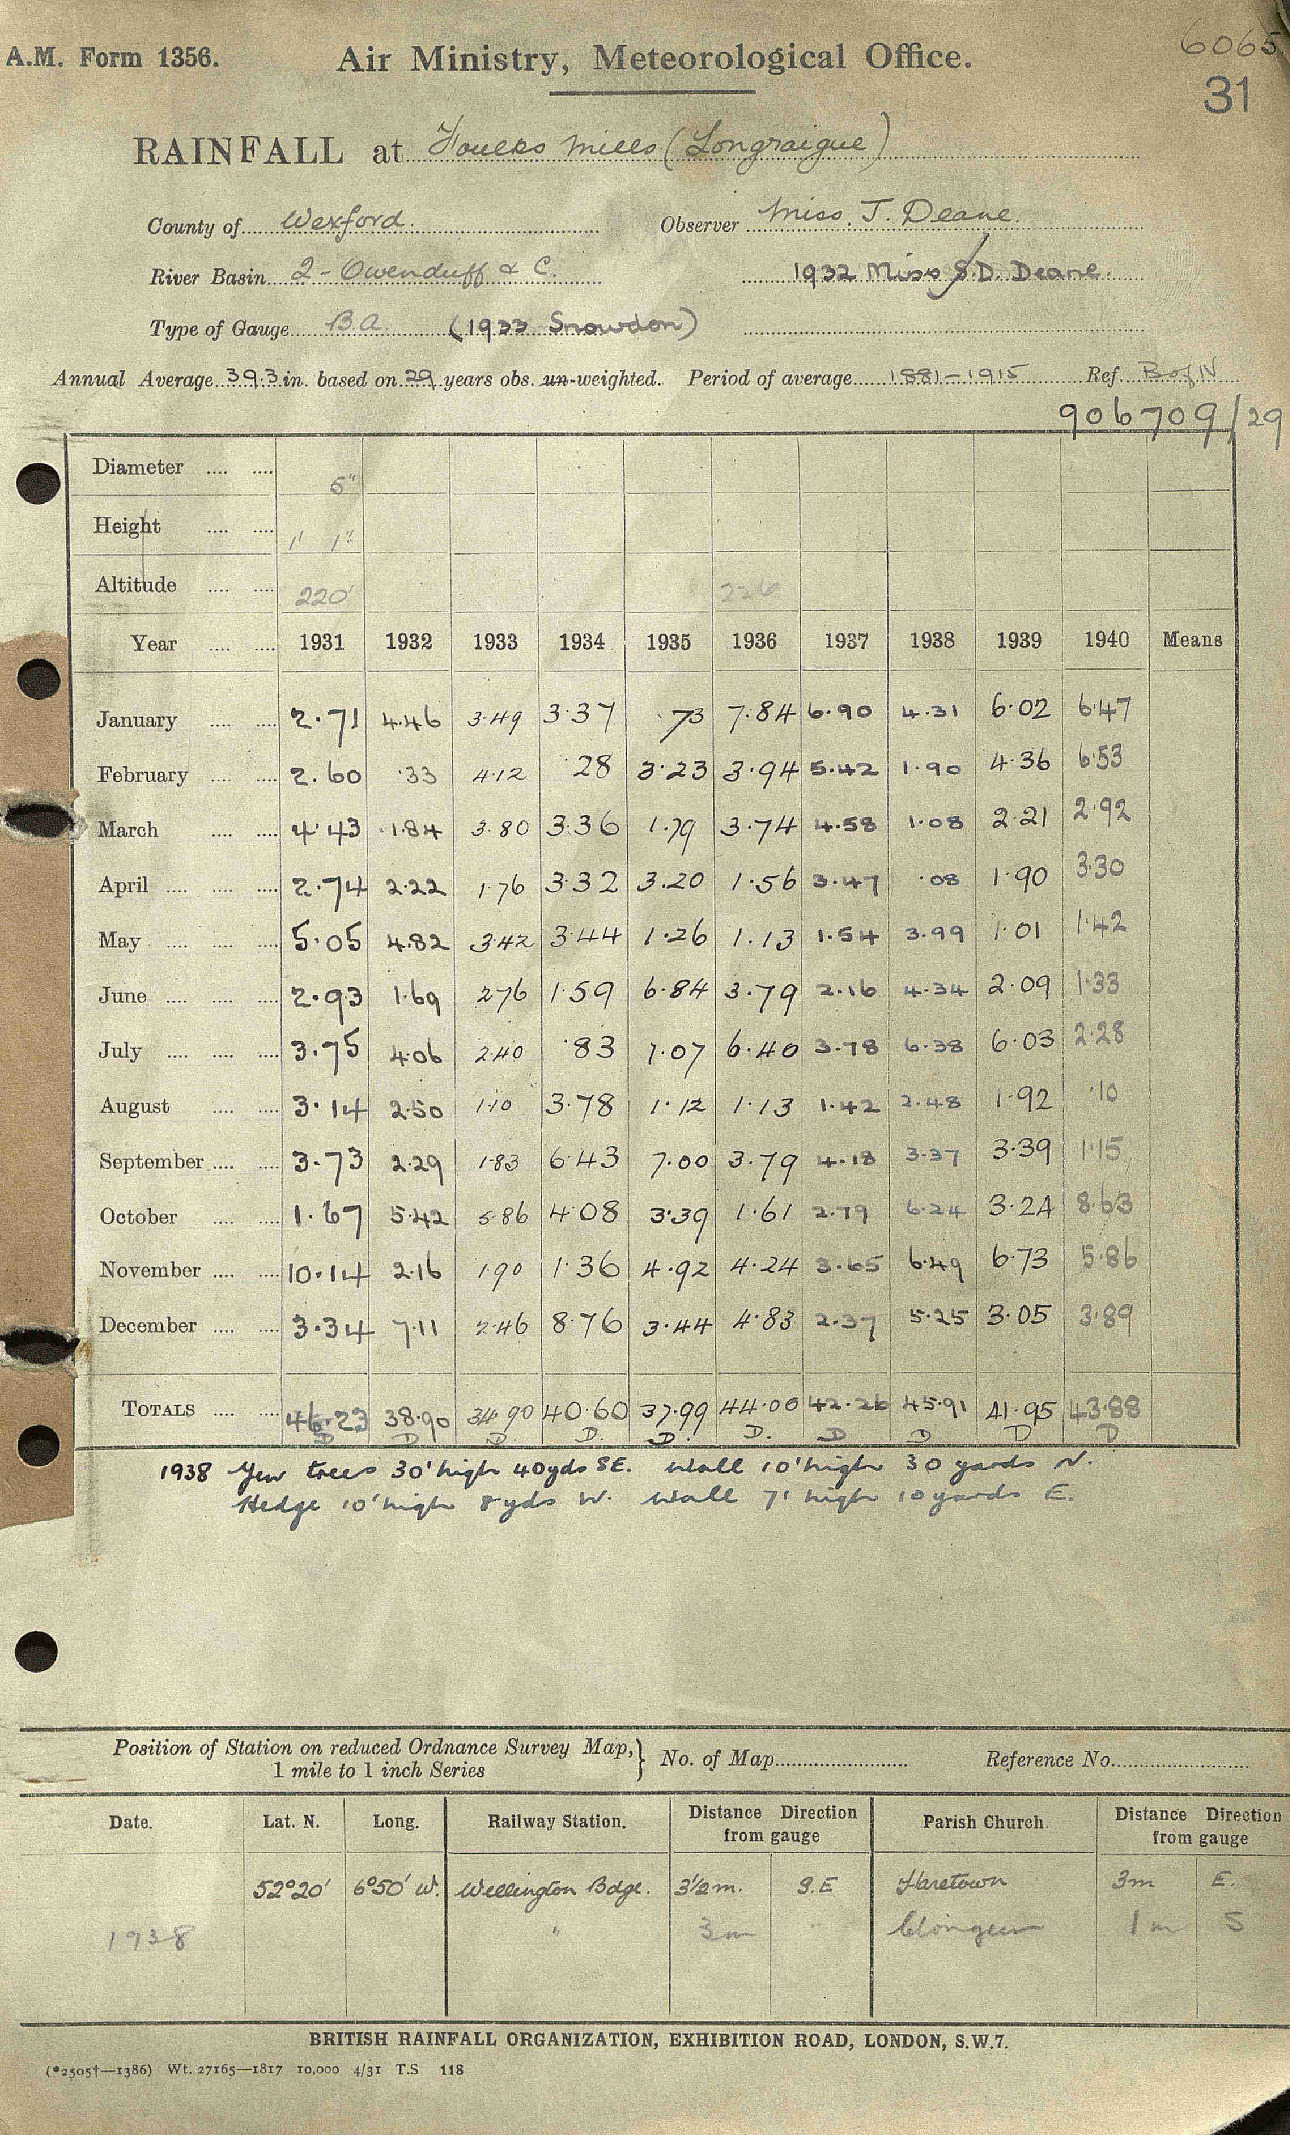 6065
A.M. Form 1356. Air Ministry, Meteorological Office.
31
RAINFALL at Foulks Mills (Longraigue)
County of Wexford. Observer Miss. J. Deane.
River Basin 2 - Owenduff & C. 1932 Miss S.D. Deane.
Type of Gauge B.A. (1933 Snowdon)
Annual Average 39.3 in. based on 29 years obs. un-weighted. Period of average 1881-1915 Ref. B of N
906709/29
Diameter .... .... 5"
Height .... .... 1' 1"
Altitude .... .... 220' 226
Year .... .... 1931 1932 1933 1934 1935 1936 1937 1938 1939 1940 Means
January .... .... 2.71 4.46 3.49 3.37 .73 7.84 6.90 4.31 6.02 6.47
February .... .... 2.60 .33 4.12 .28 3.23 3.94 5.42 1.90 4.36 6.53
March .... .... 4.43 1.84 3.80 3.36 1.79 3.74 4.58 1.08 2.21 2.92
April .... .... .... 2.74 2.22 1.76 3.32 3.20 1.56 3.47 .08 1.90 3.30
May .... .... .... 5.05 4.82 3.42 3.44 1.26 1.13 1.54 3.99 1.01 1.42
June .... .... .... 2.93 1.69 2.76 1.59 6.84 3.79 2.16 4.34 2.09 1.33
July .... .... .... 3.75 4.06 2.40 .83 1.07 6.40 3.78 6.38 6.03 2.28
August .... .... 3.14 2.50 1.10 3.78 1.12 1.13 1.42 2.48 1.92 .10
September .... .... 3.73 2.29 1.83 6.43 7.00 3.79 4.18 3.37 3.39 1.15
October .... .... 1.67 5.42 5.86 4.08 3.39 1.61 2.79 6.24 3.24 8.63
November .... .... 10.14 2.16 1.90 1.36 4.92 4.24 3.65 6.49 6.73 5.86
December .... .... 3.34 7.11 2.46 8.76 3.44 4.83 2.37 5.25 3.05 3.89
TOTALS .... .... 46.23 38.90 34.90 40.60 37.99 44.00 42.26 45.91 41.95 43.88
D D D D. D. D. D D D D
1938 Yew trees 30' high 40yds SE. Wall 10' high 30 yards N.
Hedge 10' high 8 yds W. Wall 7' high 10 yards E.
Position of Station on reduced Ordnance Survey Map, 1 mile to 1 inch Series } No. of Map Reference No.
Date. Lat. N. Long. Railway Station. Distance Direction from gauge Parish Church Distance Direction from gauge
52°20' 6°50' W. Wellington Bdge. 3½m. S.E Horetown 3m E.
1938 " 3m " Clongeen 1m S
BRITISH RAINFALL ORGANIZATION, EXHIBITION ROAD, LONDON, S.W.7.
(*2505†—1386) Wt. 27165—1817 10,000 4/31 T.S 118